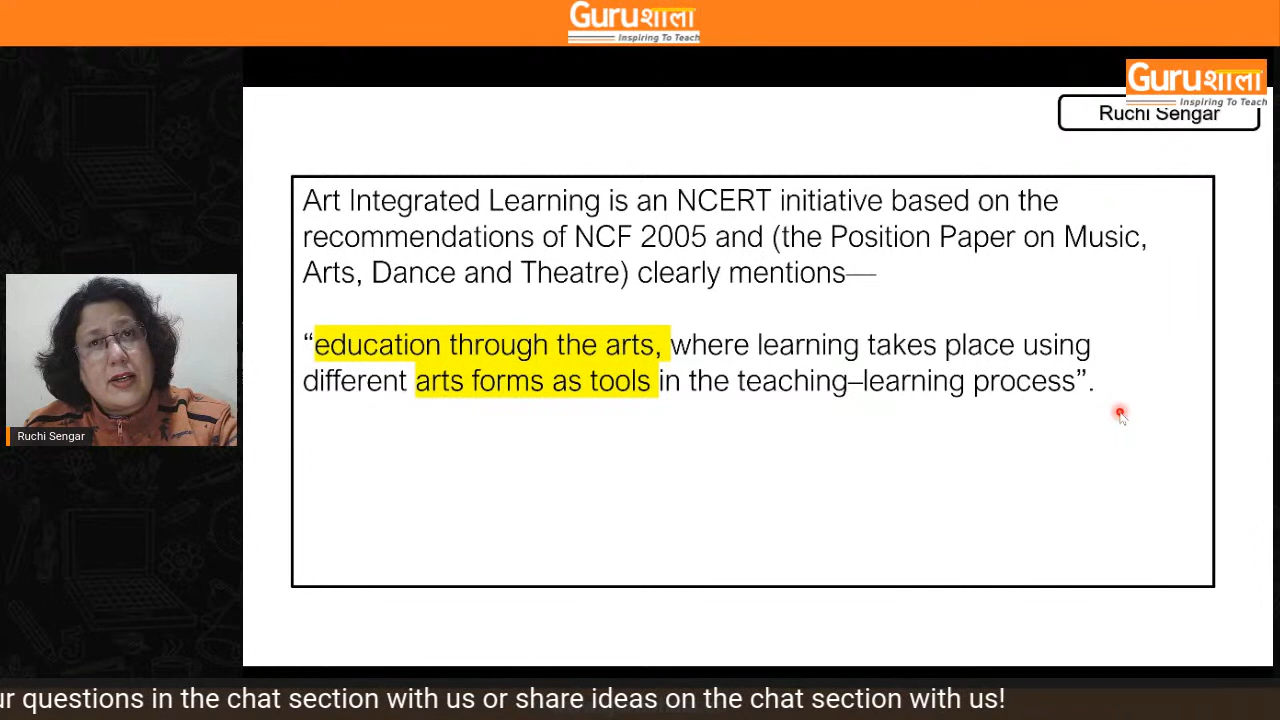 Guruशाला
Inspiring To Teach
Guruशाला
Inspiring To Teach
Ruchi Sengar
Art Integrated Learning is an NCERT initiative based on the
recommendations of NCF 2005 and (the Position Paper on Music,
Arts, Dance and Theatre) clearly mentions—
“education through the arts, where learning takes place using
different arts forms as tools in the teaching–learning process”.
Ruchi Sengar
questions in the chat section with us or share ideas on the chat section with us!